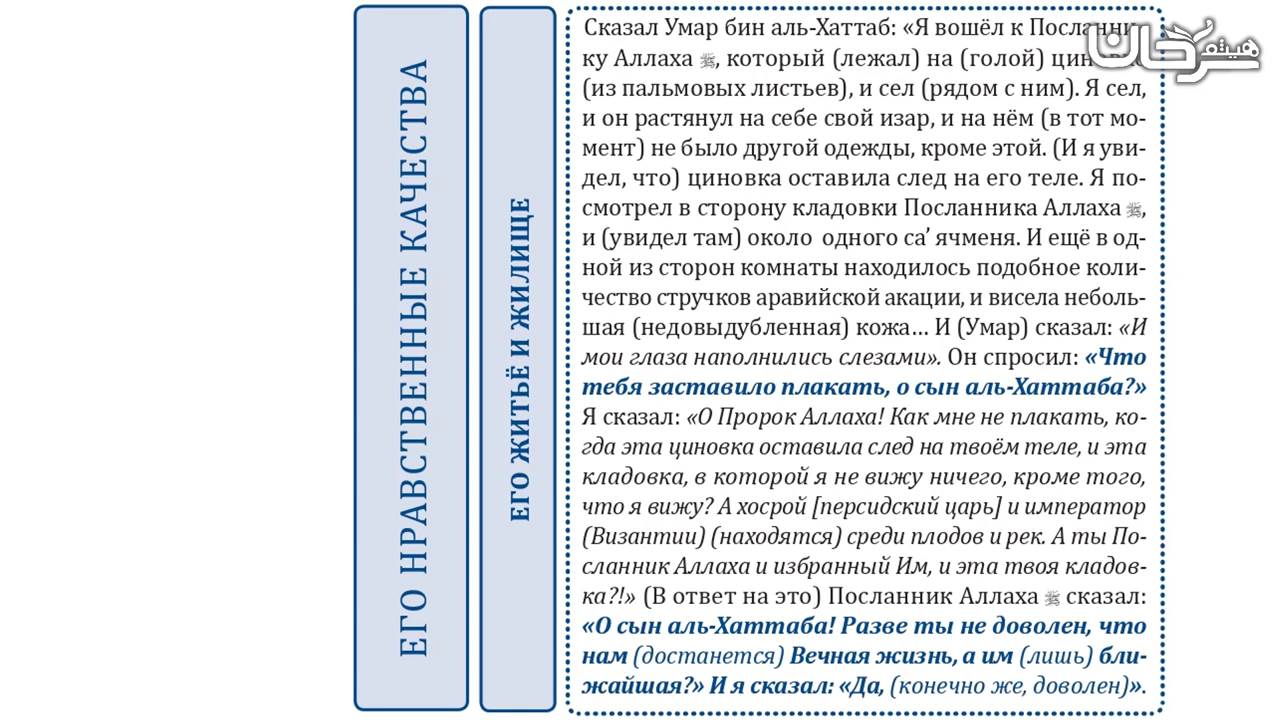 ЕГО НРАВСТВЕННЫЕ КАЧЕСТВА
ЕГО ЖИТЬЁ И ЖИЛИЩЕ
Сказал Умар бин аль-Хаттаб: «Я вошёл к Посланни-
ку Аллаха ﷺ, который (лежал) на (голой)
(из пальмовых листьев), и сел (рядом с ним). Я сел,
и он растянул на себе свой изар, и на нём (в тот мо-
мент) не было другой одежды, кроме этой. (И я уви-
дел, что) циновка оставила след на его теле. Я по-
смотрел в сторону кладовки Посланника Аллаха ﷺ,
и (увидел там) около одного са’ ячменя. И ещё в од-
ной из сторон комнаты находилось подобное коли-
чество стручков аравийской акации, и висела неболь-
шая (недовыдубленная) кожа... И (Умар) сказал: «И
мои глаза наполнились слезами». Он спросил: «Что
тебя заставило плакать, о сын аль-Хаттаба?»
Я сказал: «О Пророк Аллаха! Как мне не плакать, ко-
гда эта циновка оставила след на твоём теле, и эта
кладовка, в которой я не вижу ничего, кроме того,
что я вижу? А хосрой [персидский царь] и император
(Византии) (находятся) среди плодов и рек. А ты По-
сланник Аллаха и избранный Им, и эта твоя кладов-
ка?!» (В ответ на это) Посланник Аллаха ﷺ сказал:
«О сын аль-Хаттаба! Разве ты не доволен, что
нам (достанется) Вечная жизнь, а им (лишь) бли-
жайшая?» И я сказал: «Да, (конечно же, доволен)».
هيثم
سرحان